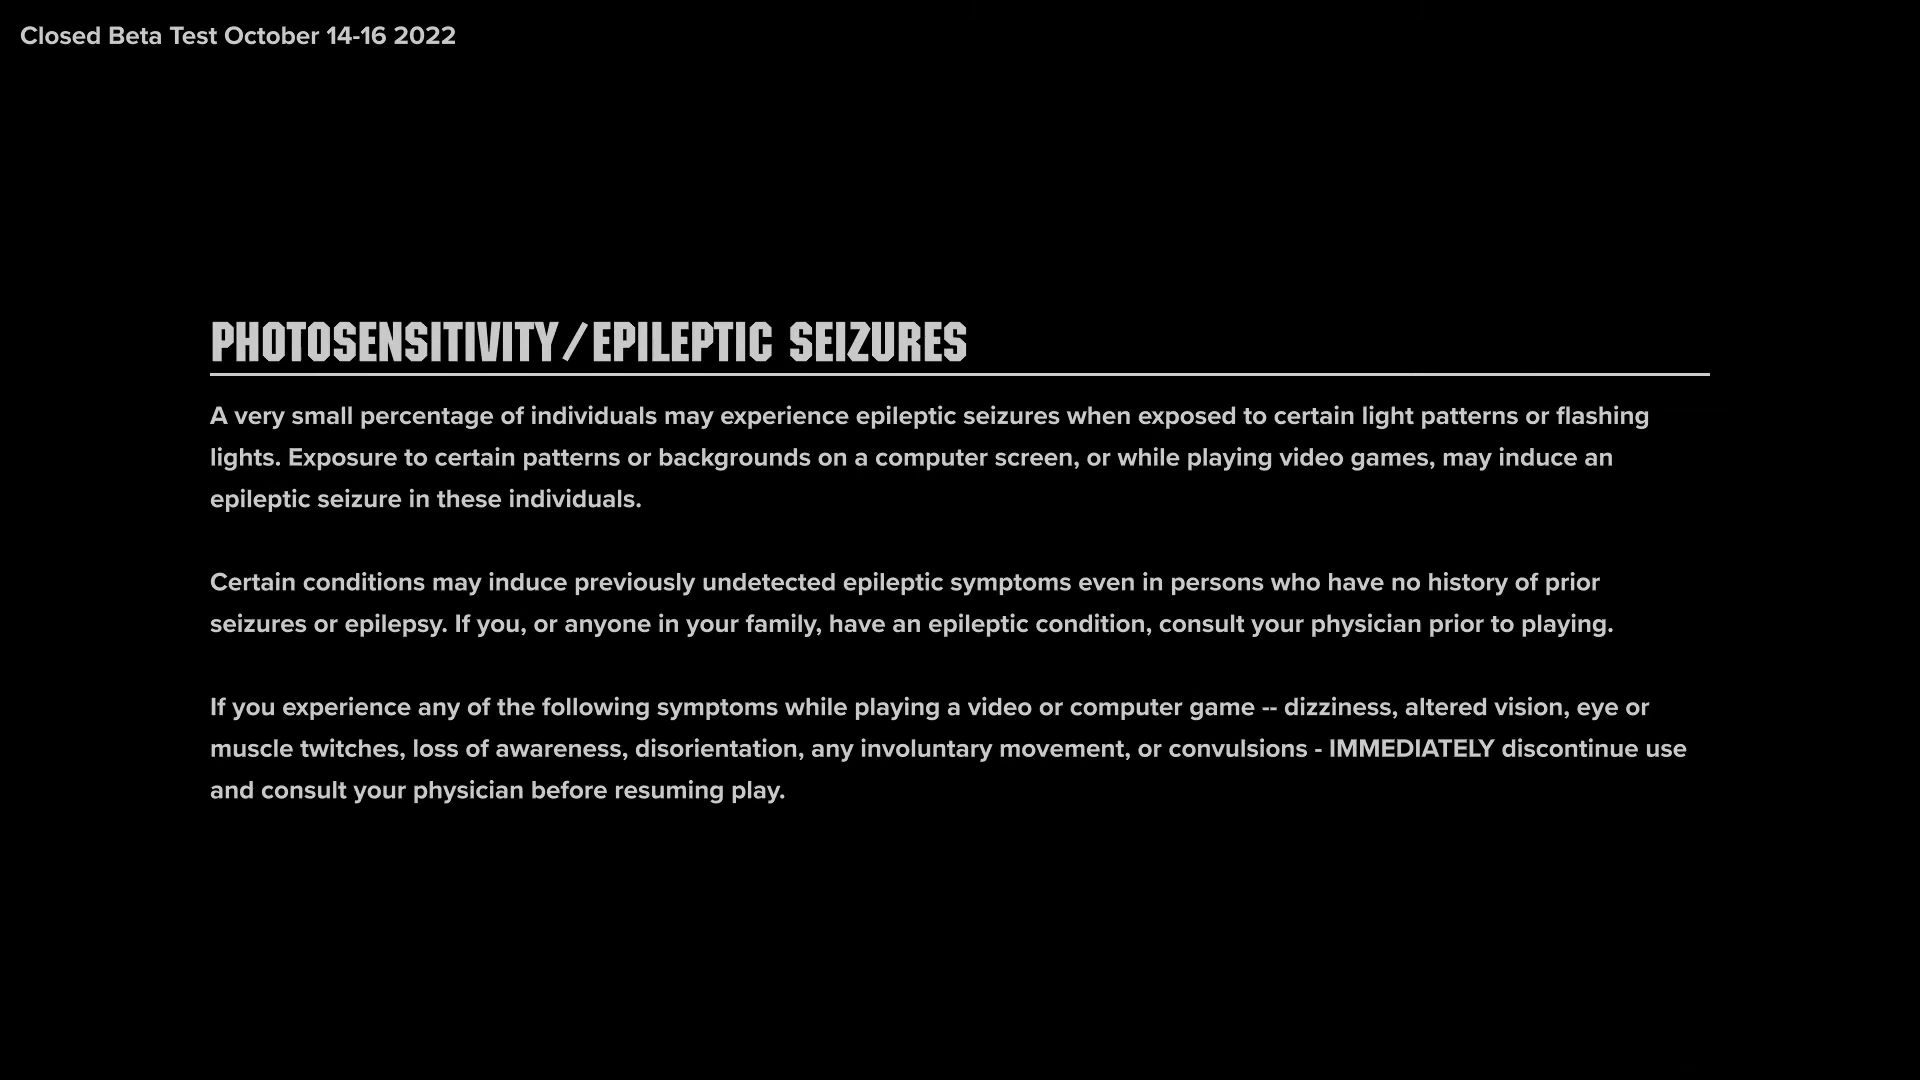 Closed Beta Test October 14-16 2022
PHOTOSENSITIVITY/EPILEPTIC SEIZURES
A very small percentage of individuals may experience epileptic seizures when exposed to certain light patterns or flashing
lights. Exposure to certain patterns or backgrounds on a computer screen, or while playing video games, may induce an
epileptic seizure in these individuals.
Certain conditions may induce previously undetected epileptic symptoms even in persons who have no history of prior
seizures or epilepsy. If you, or anyone in your family, have an epileptic condition, consult your physician prior to playing.
If you experience any of the following symptoms while playing a video or computer game -- dizziness, altered vision, eye or
muscle twitches, loss of awareness, disorientation, any involuntary movement, or convulsions - IMMEDIATELY discontinue use
and consult your physician before resuming play.